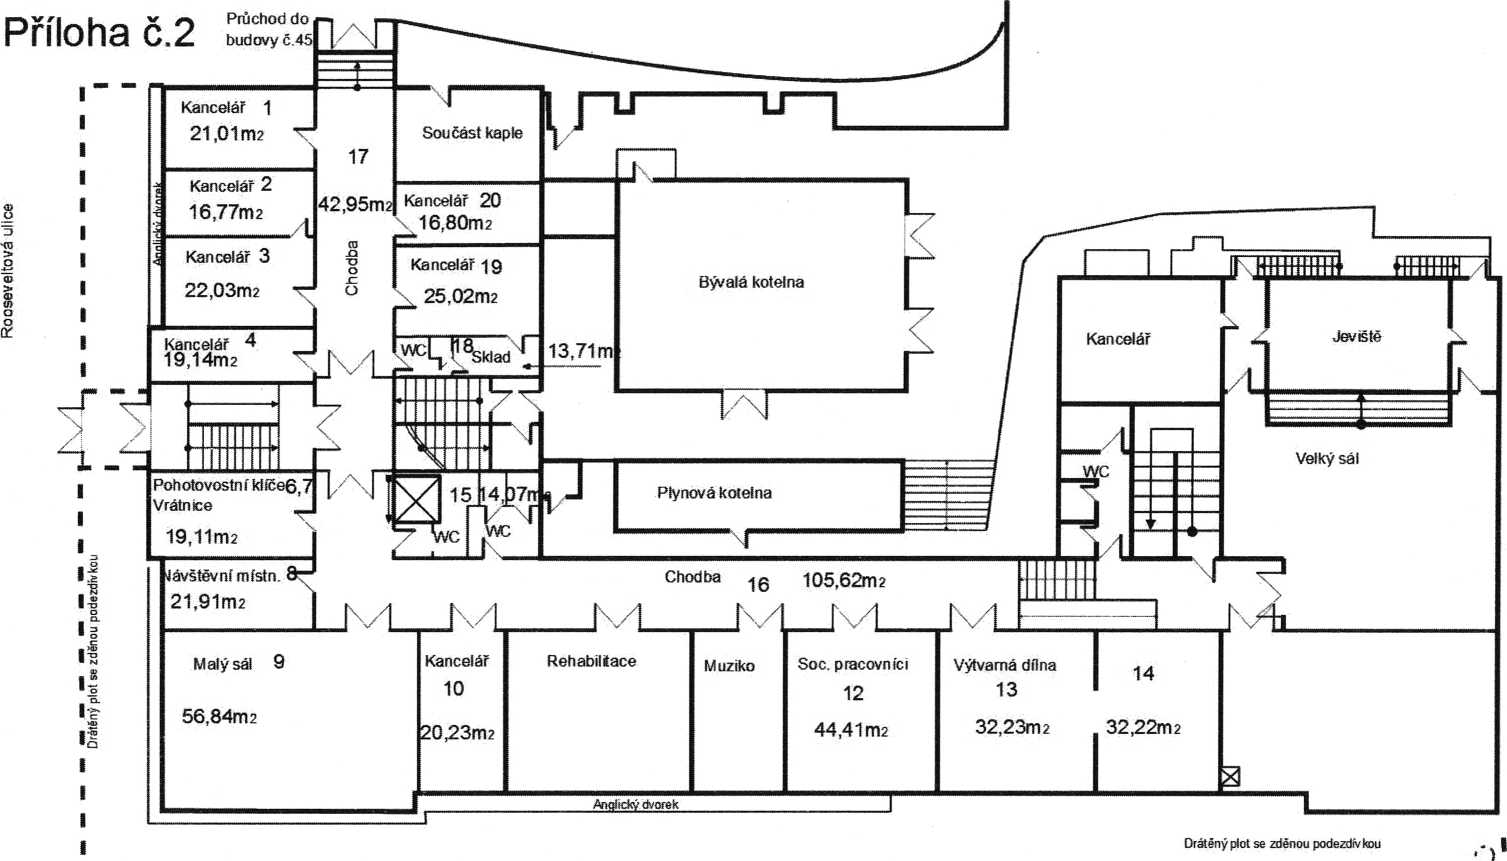 Příloha č.2
Průchod do
budovy č.45
Kancelář 1
21,01m2
17
Součást kaple
Kancelář 2
16,77m2
42,95m2
Kancelář 20
16,80m2
Anglický dvorek
Rooseveltová ulice
Kancelář 3
22,03m2
Chodba
Kancelář 19
25,02m2
Bývalá kotelna
Kancelář 4
19,14m2
WC
18
Sklad
13,71m2
Kancelář
Jeviště
Velký sál
WC
Pohotovostní klíče 6,7
Vrátnice
19,11m2
15
14,07m2
WC
WC
Plynová kotelna
Návštěvní místn. 8
21,91m2
Chodba
16
105,62m2
Drátěný plot se zděnou podezdívkou
Malý sál 9
56,84m2
Kancelář
10
20,23m2
Rehabilitace
Muziko
Soc. pracovníci
12
44,41m2
Výtvarná dílna
13
32,23m2
14
32,22m2
Anglický dvorek
Drátěný plot se zděnou podezdívkou